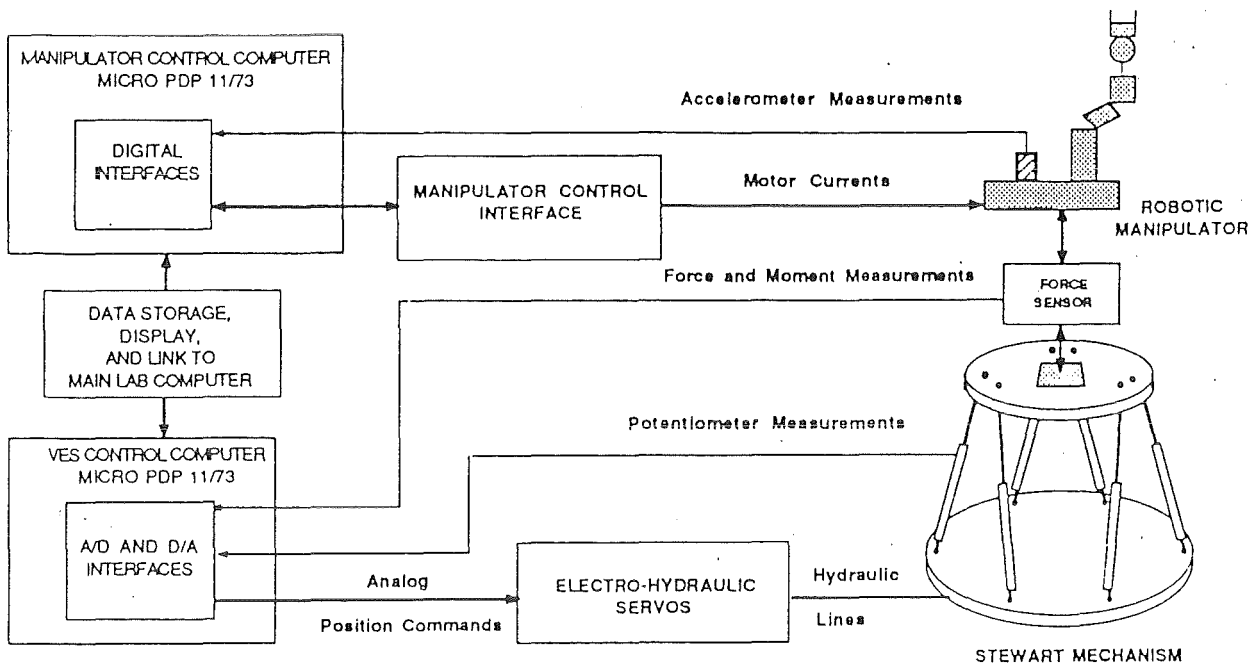 MANIPULATOR CONTROL COMPUTER
MICRO PDP 11/73
DIGITAL
INTERFACES
Accelerometer Measurements
MANIPULATOR CONTROL
INTERFACE
Motor Currents
ROBOTIC
MANIPULATOR
Force and Moment Measurements
FORCE
SENSOR
DATA STORAGE,
DISPLAY,
AND LINK TO
MAIN LAB COMPUTER
Potentiometer Measurements
VES CONTROL COMPUTER
MICRO PDP 11/73
A/D AND D/A
INTERFACES
Analog
Position Commands
ELECTRO-HYDRAULIC
SERVOS
Hydraulic
Lines
STEWART MECHANISM